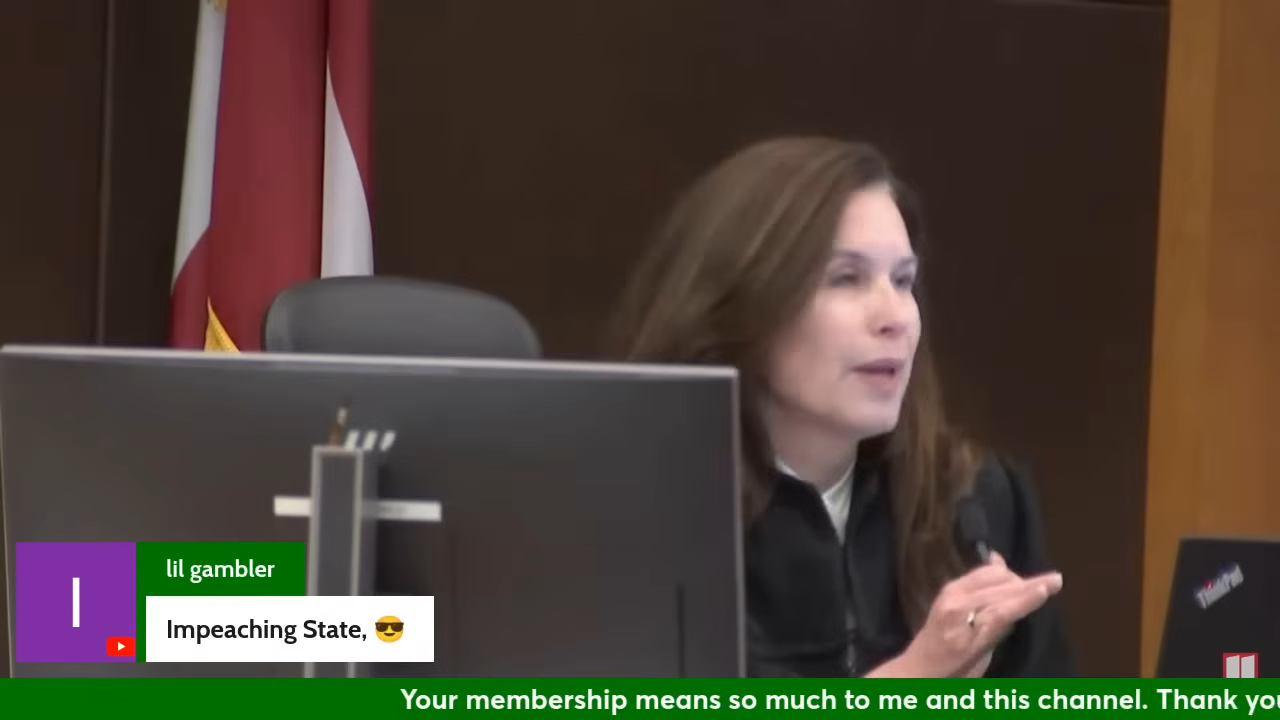 ThinkPad
l
lil gambler
Impeaching State, 😎
Your membership means so much to me and this channel. Thank you